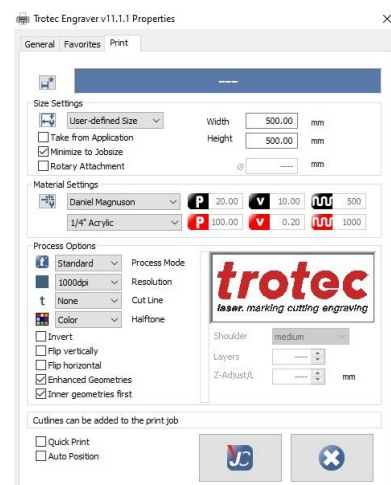 Trotec Engraver v11.1.1 Properties
General Favorites Print
---
Size Settings
User-defined Size Width 500.00 mm
Take from Application Height 500.00 mm
Minimize to Jobsize
Rotary Attachment Ø ---- mm
Material Settings
Daniel Magnuson P 20.00 V 10.00 500
1/4" Acrylic P 100.00 V 0.20 1000
Process Options
Standard Process Mode
1000dpi Resolution
t None Cut Line
Color Halftone
trotec
laser. marking cutting engraving
Invert
Flip vertically
Flip horizontal
Enhanced Geometries
Inner geometries first
Shoulder medium
Layers ----
Z-Adjust/L ---- mm
Cutlines can be added to the print job
Quick Print
Auto Position
JC